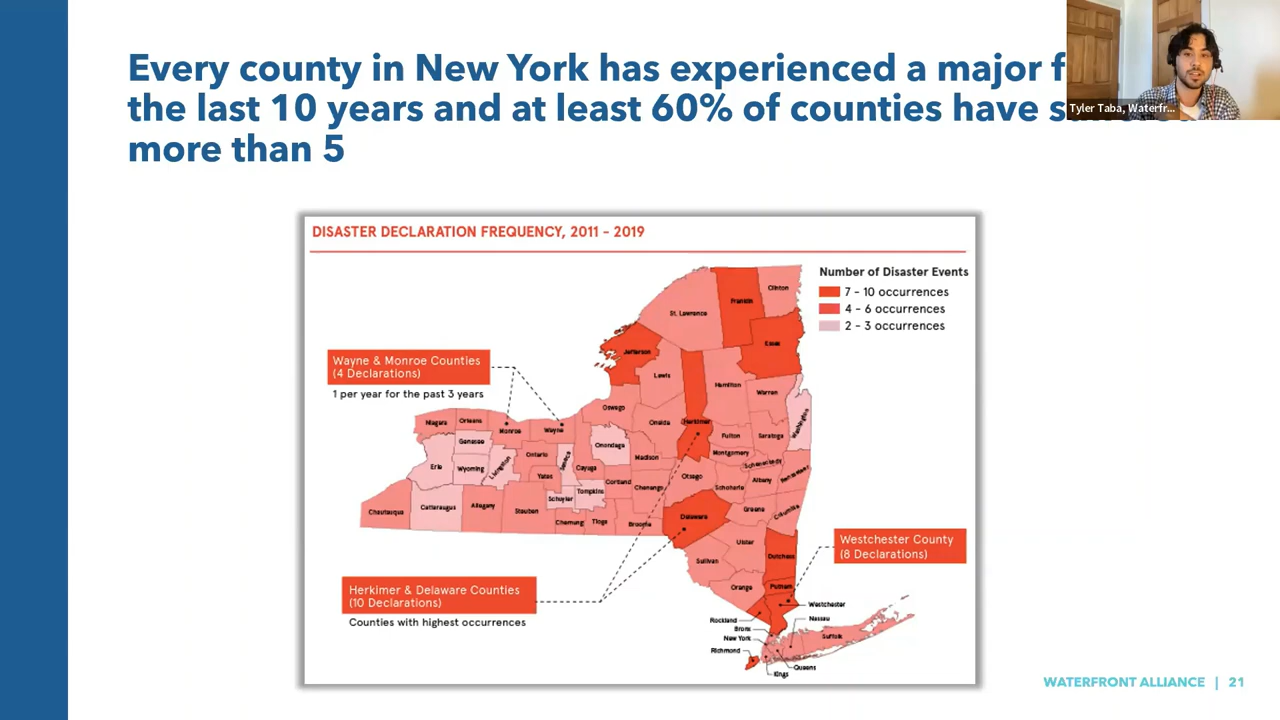 Every county in New York has experienced a major f
the last 10 years and at least 60% of counties have
more than 5
Tyler Taba, Waterfr...
DISASTER DECLARATION FREQUENCY, 2011 - 2019
Number of Disaster Events
7 - 10 occurrences
4 - 6 occurrences
2 - 3 occurrences
Clinton
Franklin
St. Lawrence
Essex
Jefferson
Lewis
Hamilton
Warren
Washington
Wayne & Monroe Counties
(4 Declarations)
1 per year for the past 3 years
Oswego
Oneida
Herkimer
Niagara
Orleans
Monroe
Wayne
Fulton
Saratoga
Genesee
Onondaga
Montgomery
Schenectady
Erie
Wyoming
Livingston
Ontario
Seneca
Cayuga
Madison
Otsego
Albany
Rensselaer
Yates
Cortland
Chenango
Schoharie
Schuyler
Tompkins
Chautauqua
Cattaraugus
Allegany
Steuben
Chemung
Tioga
Broome
Delaware
Greene
Columbia
Ulster
Sullivan
Dutchess
Orange
Putnam
Westchester County
(8 Declarations)
Herkimer & Delaware Counties
(10 Declarations)
Counties with highest occurrences
Westchester
Rockland
Nassau
Bronx
New York
Suffolk
Richmond
Queens
Kings
WATERFRONT ALLIANCE | 21